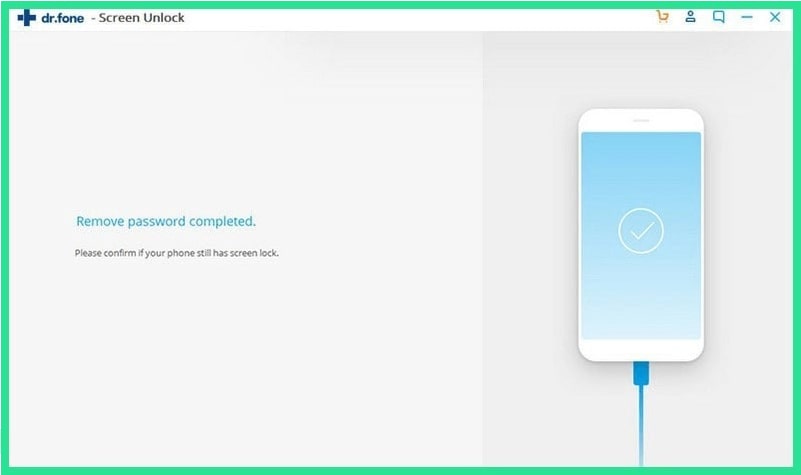 dr.fone - Screen Unlock
Remove password completed.
Please confirm if your phone still has screen lock.